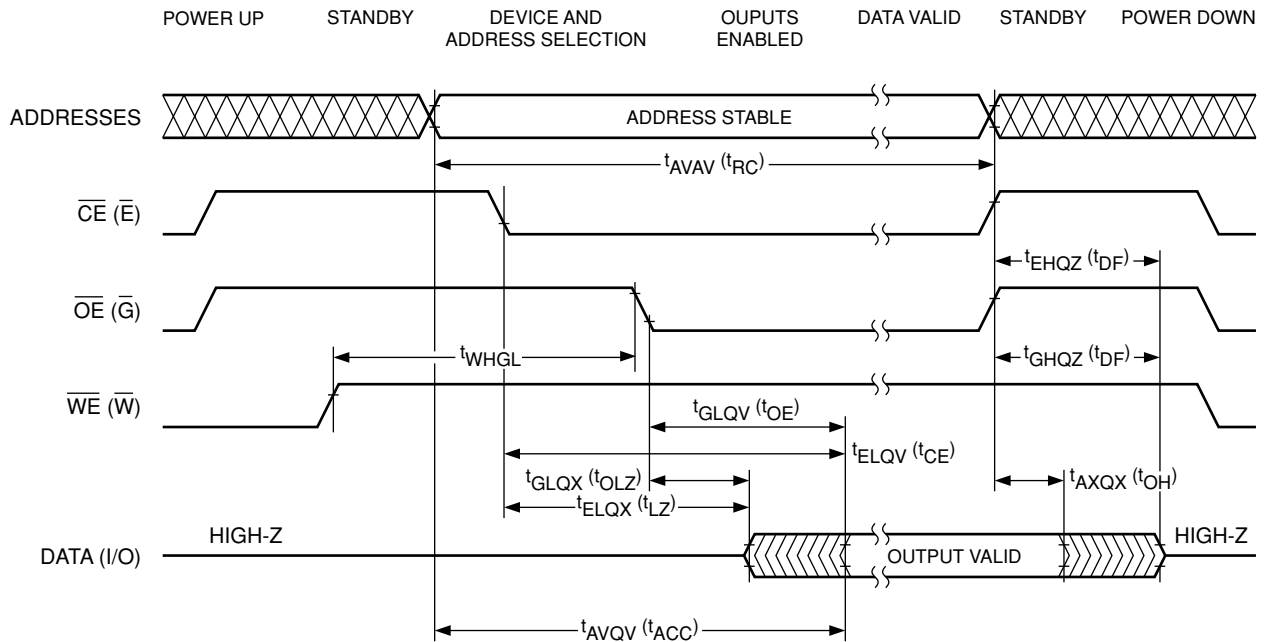 POWER UP
STANDBY
DEVICE AND
ADDRESS SELECTION
OUPUTS
ENABLED
DATA VALID
STANDBY
POWER DOWN
ADDRESSES
ADDRESS STABLE
tAVAV (tRC)
CE (E)
tEHQZ (tDF)
OE (G)
tWHGL
tGHQZ (tDF)
WE (W)
tGLQV (tOE)
tELQV (tCE)
tGLQX (tOLZ)
tAXQX (tOH)
tELQX (tLZ)
HIGH-Z
HIGH-Z
DATA (I/O)
OUTPUT VALID
tAVQV (tACC)